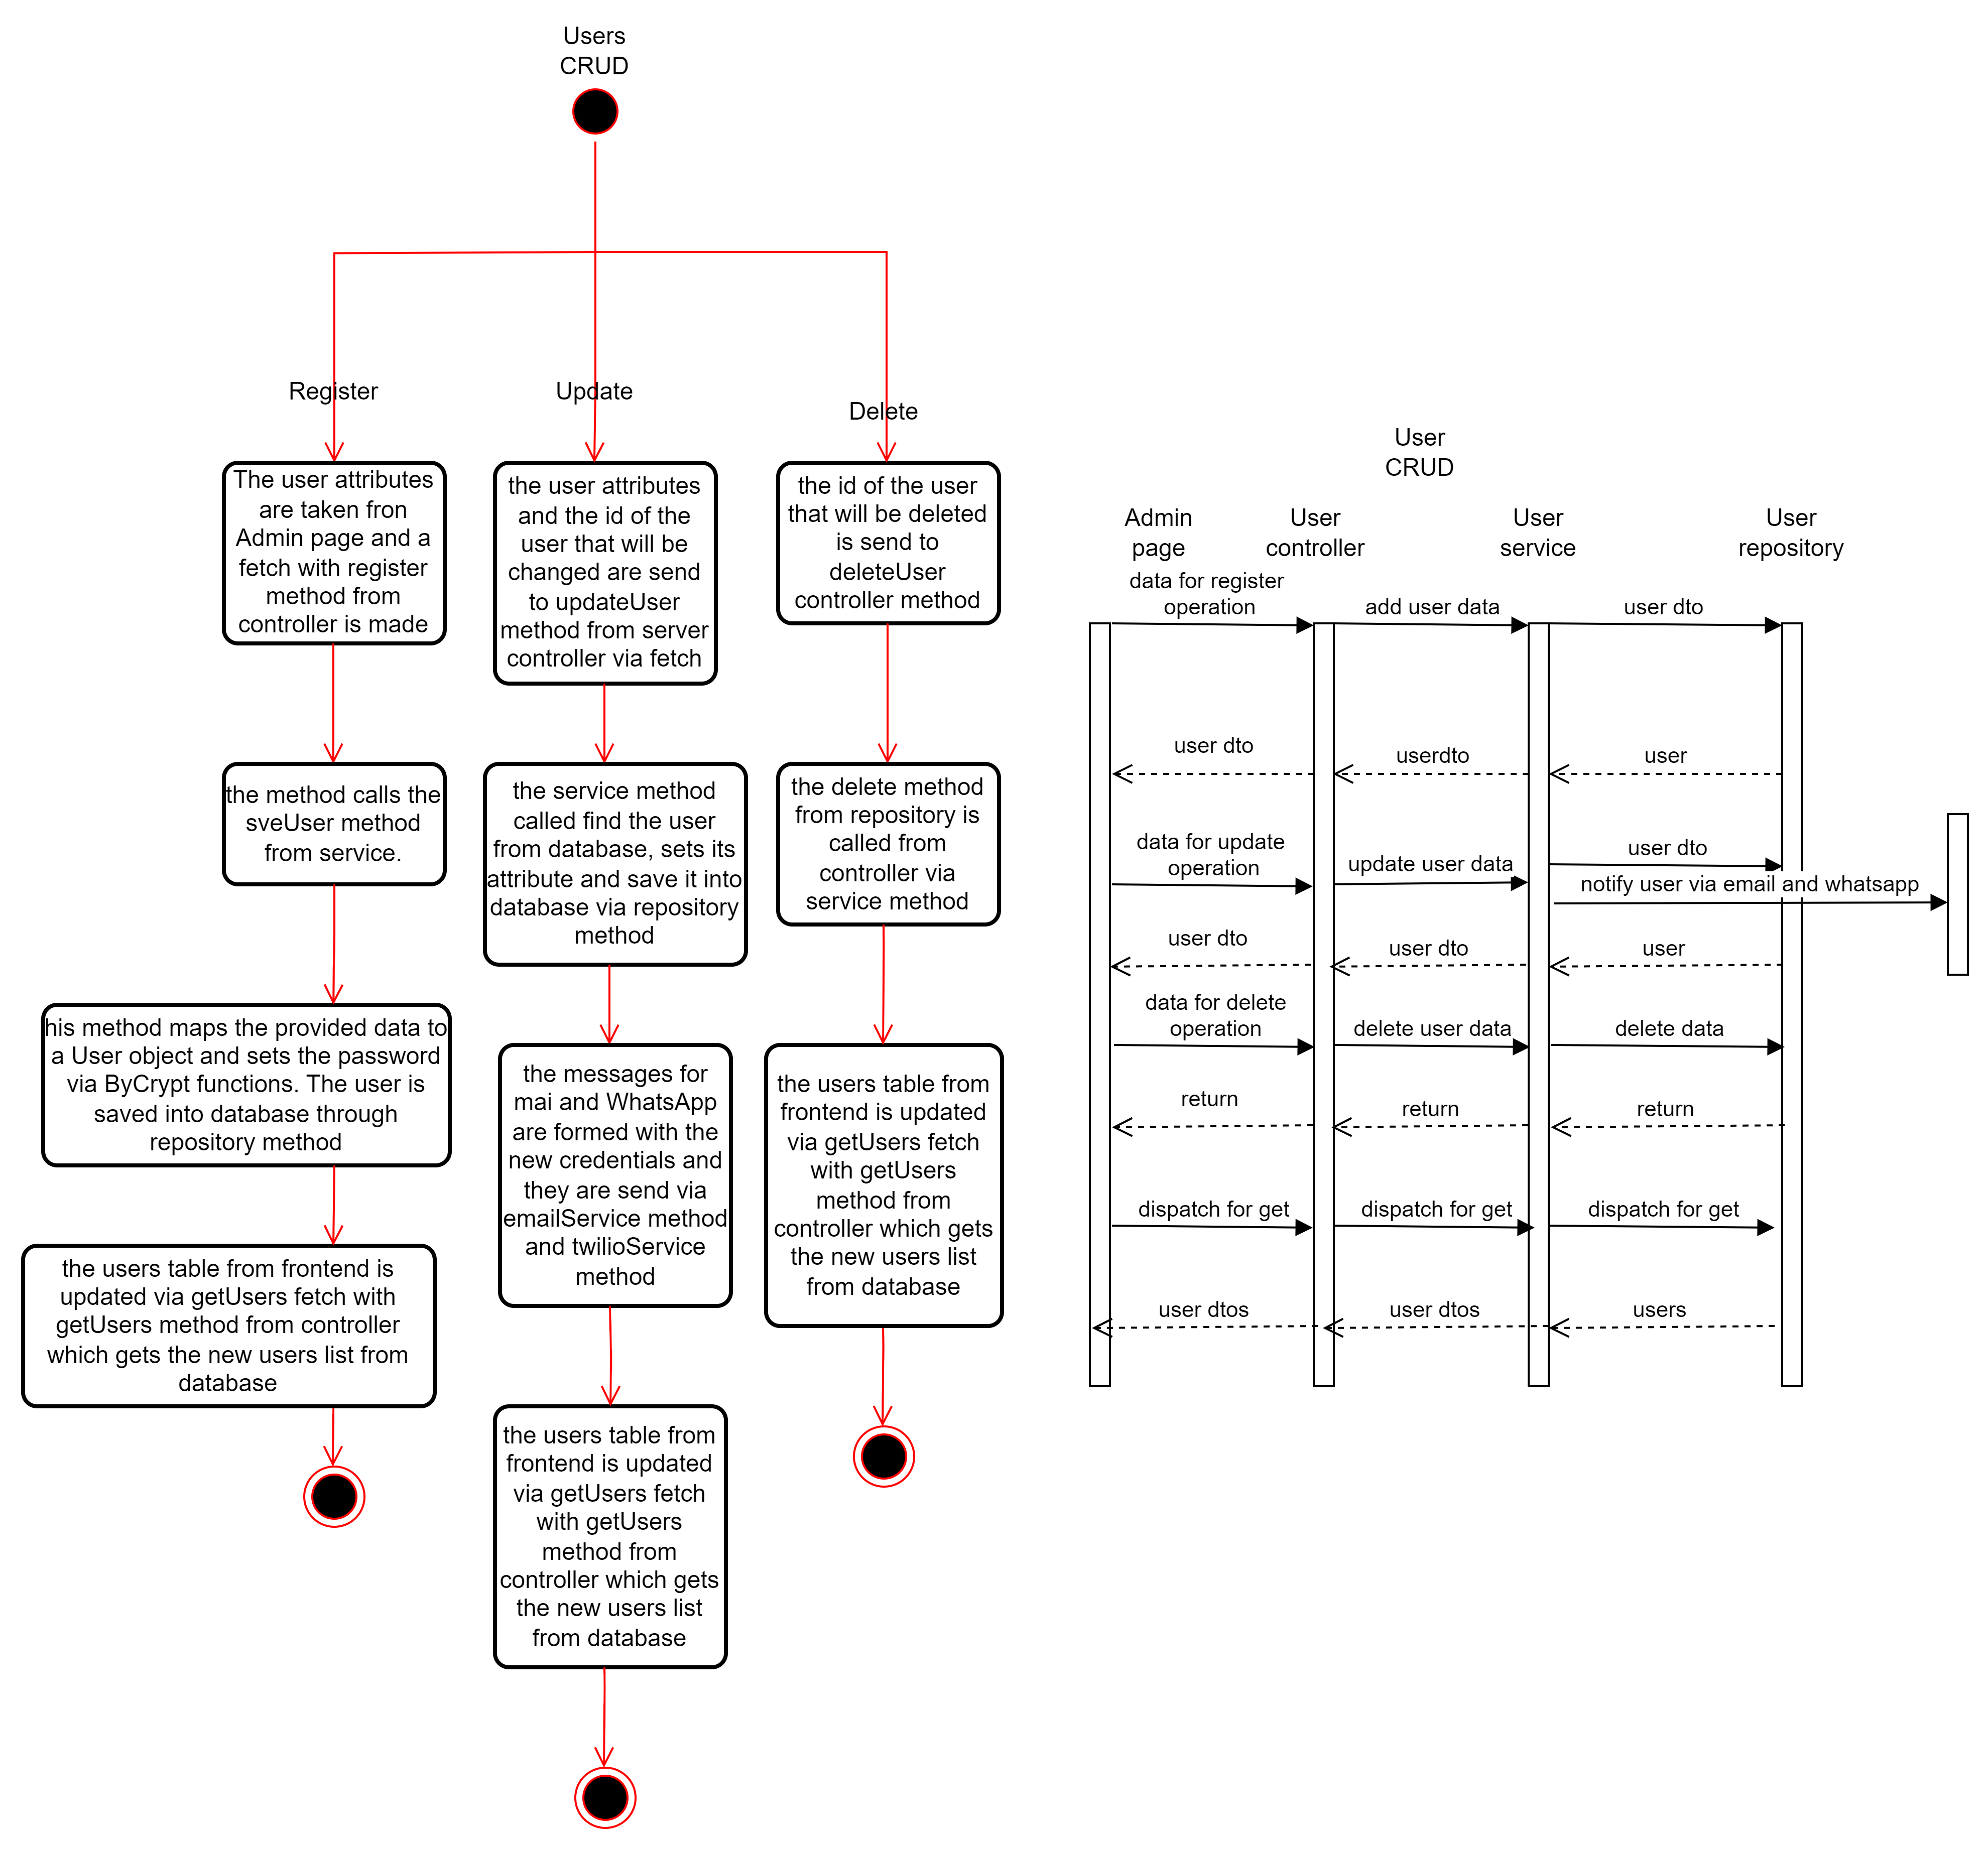 Users
CRUD
Register
Update
Delete
The user attributes
are taken fron
Admin page and a
fetch with register
method from
controller is made
the method calls the
sveUser method
from service.
his method maps the provided data to
a User object and sets the password
via ByCrypt functions. The user is
saved into database through
repository method
the users table from frontend is
updated via getUsers fetch with
getUsers method from controller
which gets the new users list from
database
the user attributes
and the id of the
user that will be
changed are send
to updateUser
method from server
controller via fetch
the service method
called find the user
from database, sets its
attribute and save it into
database via repository
method
the messages for
mai and WhatsApp
are formed with the
new credentials and
they are send via
emailService method
and twilioService
method
the users table from
frontend is updated
via getUsers fetch
with getUsers
method from
controller which gets
the new users list
from database
the id of the user
that will be deleted
is send to
deleteUser
controller method
the delete method
from repository is
called from
controller via
service method
the users table from
frontend is updated
via getUsers fetch
with getUsers
method from
controller which gets
the new users list
from database
User
CRUD
Admin
page
User
controller
User
service
User
repository
data for register
operation
add user data
user dto
user dto
userdto
user
data for update
operation
update user data
user dto
notify user via email and whatsapp
user dto
user dto
user
data for delete
operation
delete user data
delete data
return
return
return
dispatch for get
dispatch for get
dispatch for get
user dtos
user dtos
users